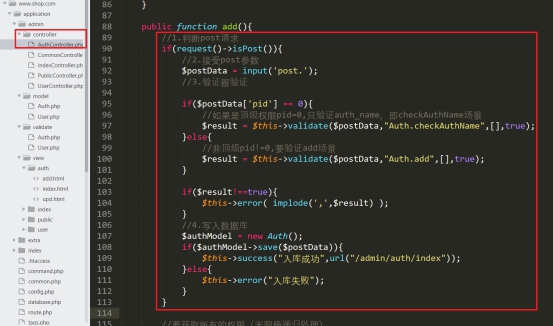 www.shop.com
application
admin
controller
AuthController.php
CommonControlle
IndexController.php
PublicController.php
UserController.php
model
Auth.php
User.php
validate
Auth.php
User.php
view
auth
add.html
index.html
upd.html
index
public
user
extra
index
.htaccess
command.php
common.php
config.php
database.php
route.php
tags.php
86 }
87
88 public function add(){
89 //1.判断post请求
90 if(request()->isPost()){
91 //2.接受post参数
92 $postData = input('post.');
93 //3.验证器验证
94
95 if($postData['pid'] == 0){
96 //如果是顶级权限pid=0,只验证auth_name, 即checkAuthName场景
97 $result = $this->validate($postData,"Auth.checkAuthName",[],true);
98 }else{
99 //非顶级pid!=0,要验证add场景
100 $result = $this->validate($postData,"Auth.add",[],true);
101 }
102
103 if($result!==true){
104 $this->error( implode(',',$result) );
105 }
106 //4.写入数据库
107 $authModel = new Auth();
108 if($authModel->save($postData)){
109 $this->success("入库成功",url("/admin/auth/index"));
110 }else{
111 $this->error("入库失败");
112 }
113 }
114
115